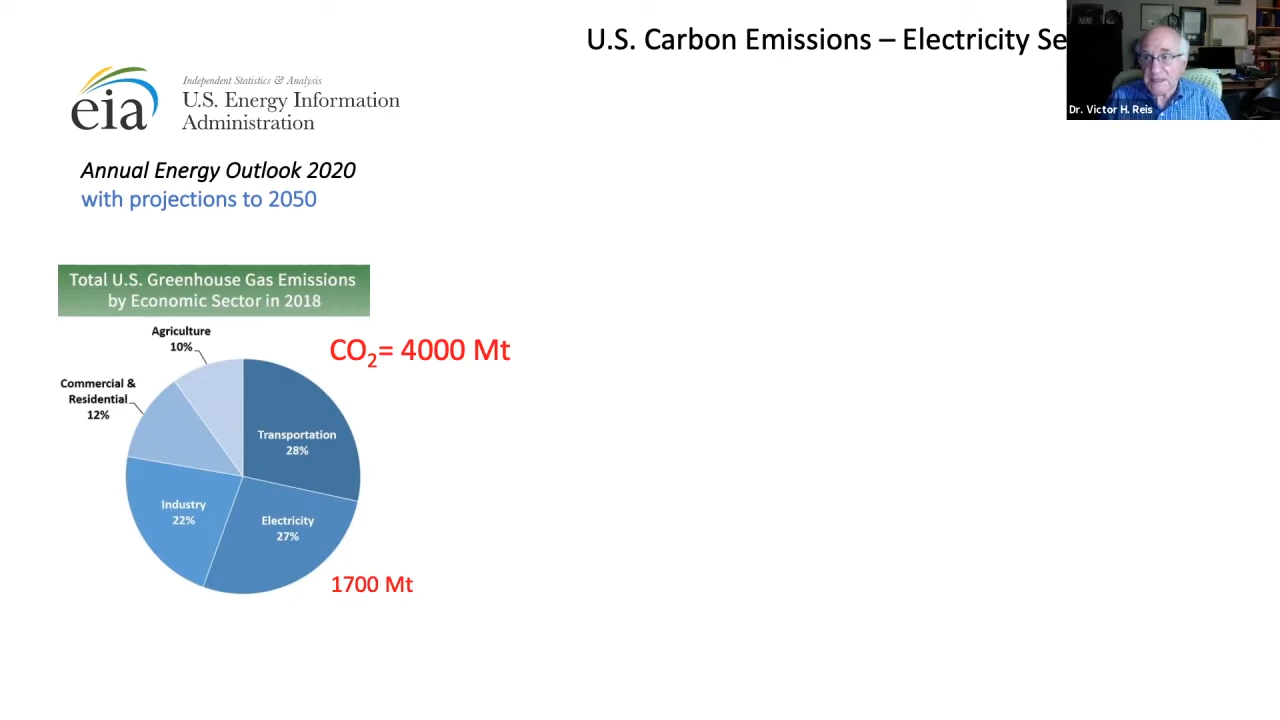 U.S. Carbon Emissions – Electricity Se
Dr. Victor H. Reis
eia
Independent Statistics & Analysis
U.S. Energy Information
Administration
Annual Energy Outlook 2020
with projections to 2050
Total U.S. Greenhouse Gas Emissions
by Economic Sector in 2018
Agriculture
10%
CO₂= 4000 Mt
Commercial &
Residential
12%
Transportation
28%
Industry
22%
Electricity
27%
1700 Mt